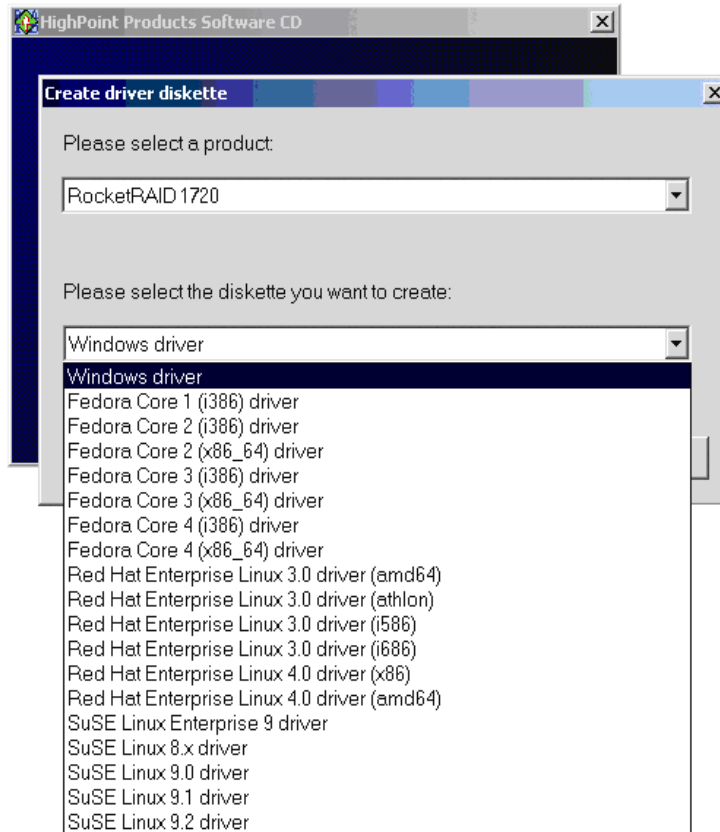 HighPoint Products Software CD
Create driver diskette
Please select a product:
RocketRAID 1720
Please select the diskette you want to create:
Windows driver
Windows driver
Fedora Core 1 (i386) driver
Fedora Core 2 (i386) driver
Fedora Core 2 (x86_64) driver
Fedora Core 3 (i386) driver
Fedora Core 3 (x86_64) driver
Fedora Core 4 (i386) driver
Fedora Core 4 (x86_64) driver
Red Hat Enterprise Linux 3.0 driver (amd64)
Red Hat Enterprise Linux 3.0 driver (athlon)
Red Hat Enterprise Linux 3.0 driver (i586)
Red Hat Enterprise Linux 3.0 driver (i686)
Red Hat Enterprise Linux 4.0 driver (x86)
Red Hat Enterprise Linux 4.0 driver (amd64)
SuSE Linux Enterprise 9 driver
SuSE Linux 8.x driver
SuSE Linux 9.0 driver
SuSE Linux 9.1 driver
SuSE Linux 9.2 driver